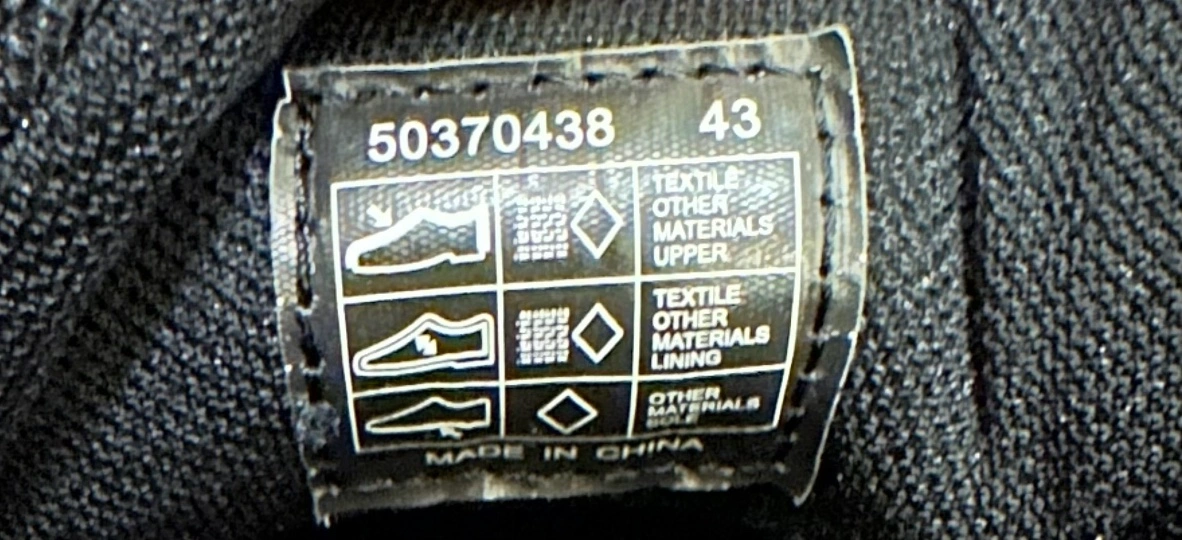 50370438 43
TEXTILE
OTHER
MATERIALS
UPPER
TEXTILE
OTHER
MATERIALS
LINING
OTHER
MATERIALS
SOLE
MADE IN CHINA